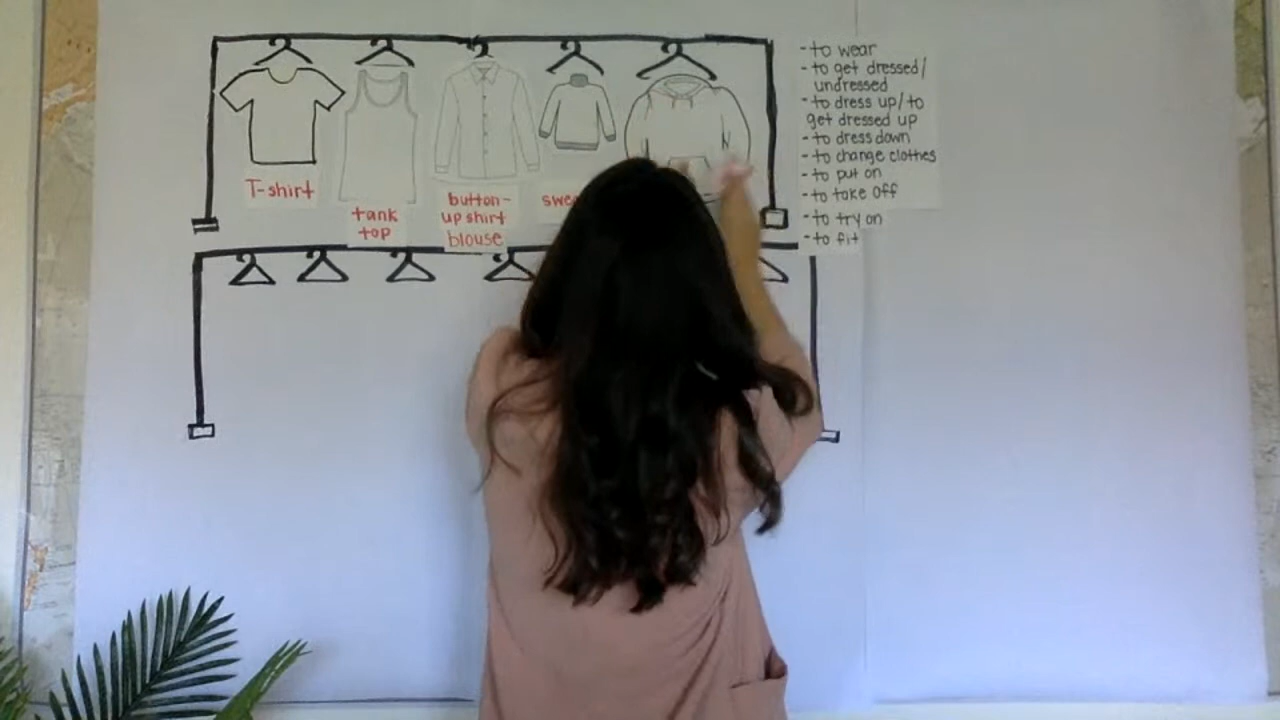 T-shirt
tank
top
button-
up shirt
blouse
- to wear
- to get dressed/
undressed
- to dress up/to
get dressed up
- to dress down
- to change clothes
- to put on
- to take off
- to try on
- to fit